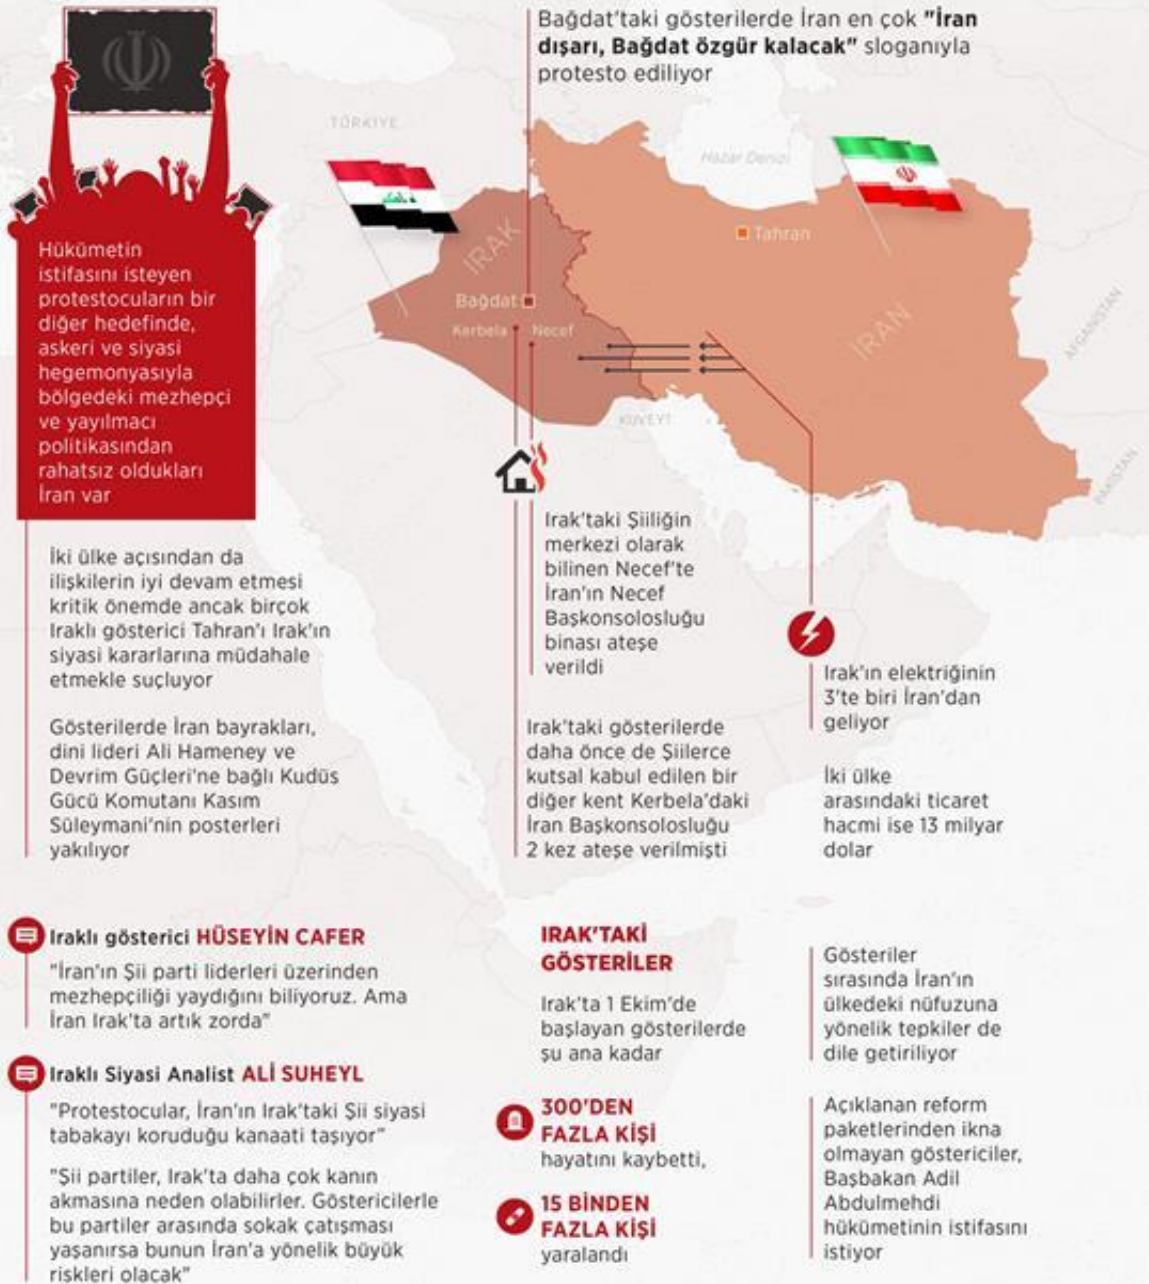 Bağdat'taki gösterilerde İran en çok "İran
dışarı, Bağdat özgür kalacak" sloganıyla
protesto ediliyor
TÜRKİYE
Hazar Denizi
Tahran
IRAK
Bağdat
Kerbela
Necef
İRAN
AFGANİSTAN
KUVEYT
PAKİSTAN
Hükümetin
istifasını isteyen
protestocuların bir
diğer hedefinde,
askeri ve siyasi
hegemonyasıyla
bölgedeki mezhepçi
ve yayılmacı
politikasından
rahatsız oldukları
İran var
İki ülke açısından da
ilişkilerin iyi devam etmesi
kritik önemde ancak birçok
Iraklı gösterici Tahran'ı Irak'ın
siyasi kararlarına müdahale
etmekle suçluyor
Gösterilerde İran bayrakları,
dini lideri Ali Hameney ve
Devrim Güçleri'ne bağlı Kudüs
Gücü Komutanı Kasım
Süleymani'nin posterleri
yakılıyor
Irak'taki Şiiliğin
merkezi olarak
bilinen Necef'te
İran'ın Necef
Başkonsolosluğu
binası ateşe
verildi
Irak'taki gösterilerde
daha önce de Şiilerce
kutsal kabul edilen bir
diğer kent Kerbela'daki
İran Başkonsolosluğu
2 kez ateşe verilmişti
Irak'ın elektriğinin
3'te biri İran'dan
geliyor
İki ülke
arasındaki ticaret
hacmi ise 13 milyar
dolar
Iraklı gösterici HÜSEYİN CAFER
"İran'ın Şii parti liderleri üzerinden
mezhepçiliği yaydığını biliyoruz. Ama
İran Irak'ta artık zorda"
Iraklı Siyasi Analist ALİ SUHEYL
"Protestocular, İran'ın Irak'taki Şii siyasi
tabakayı koruduğu kanaati taşıyor"
"Şii partiler, Irak'ta daha çok kanın
akmasına neden olabilirler. Göstericilerle
bu partiler arasında sokak çatışması
yaşanırsa bunun İran'a yönelik büyük
riskleri olacak"
IRAK'TAKİ
GÖSTERİLER
Irak'ta 1 Ekim'de
başlayan gösterilerde
şu ana kadar
300'DEN
FAZLA KİŞİ
hayatını kaybetti,
15 BİNDEN
FAZLA KİŞİ
yaralandı
Gösteriler
sırasında İran'ın
ülkedeki nüfuzuna
yönelik tepkiler de
dile getiriliyor
Açıklanan reform
paketlerinden ikna
olmayan göstericiler,
Başbakan Adil
Abdulmehdi
hükümetinin istifasını
istiyor